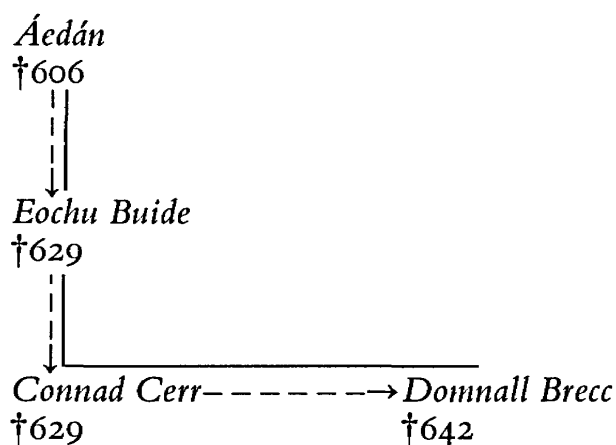 Áedán
†606
Eochu Buide
†629
Connad Cerr Domnall Brecc
†629 †642